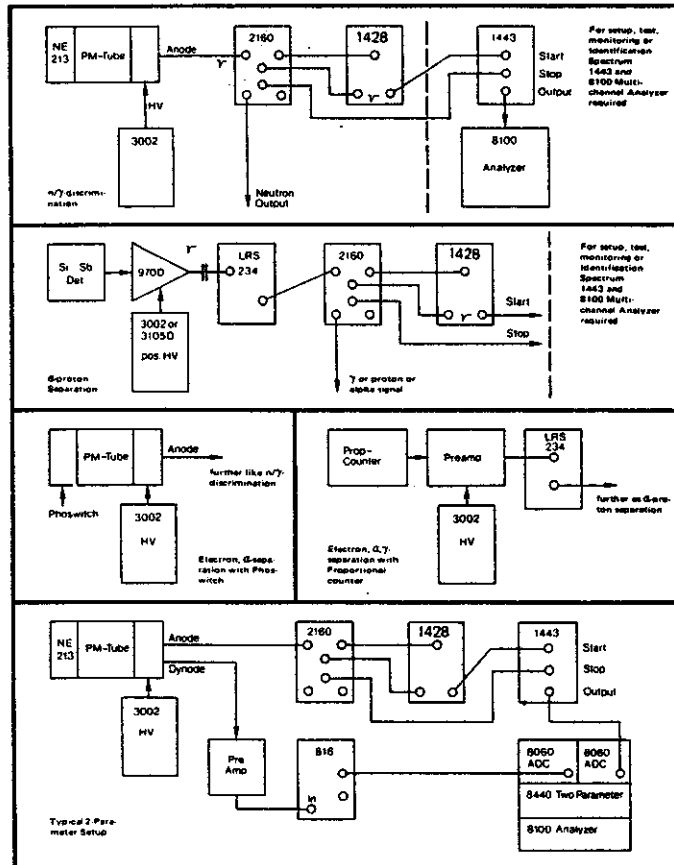 NE
213
PM-Tube
Anode
HV
3002
n/γ-discrimi-
nation
2160
Neutron
Output
1428
1443
Start
Stop
Output
8100
Analyzer
For setup, test,
monitoring or
Identification
Spectrum
1443 and
8100 Multi-
channel Analyzer
required
Si Sb
Det
970D
LRS
234
3002 or
3105D
pos. HV
α-proton
Separation
2160
γ or proton or
alpha signal
1428
Start
Stop
For setup, test,
monitoring or
Identification
Spectrum
1443 and
8100 Multi-
channel Analyzer
required
PM-Tube
Anode
further like n/γ-
discrimination
Phoswitch
3002
HV
Electron, α-sepa-
ration with Phos-
witch
Prop-
Counter
Preamp
LRS
234
further as α-pro-
ton separation
3002
HV
Electron, α,γ-
separation with
Proportional
counter
NE
213
PM-Tube
Anode
Dynode
3002
HV
Pre
Amp
2160
1428
1443
Start
Stop
Output
816
In
8060
ADC
8060
ADC
8440 Two Parameter
8100 Analyzer
Typical 2-Para-
meter Setup